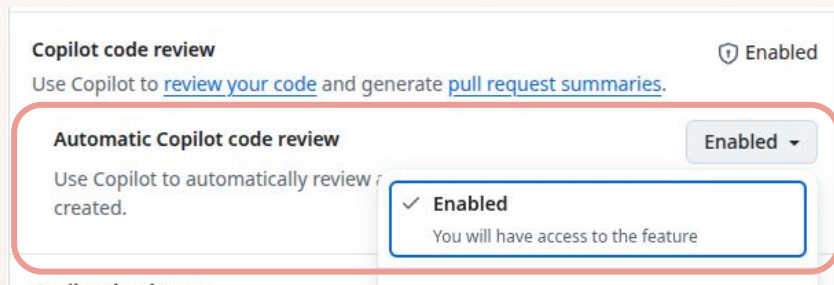 Copilot code review
Enabled
Use Copilot to review your code and generate pull request summaries.
Automatic Copilot code review
Enabled
Use Copilot to automatically review
created.
Enabled
You will have access to the feature